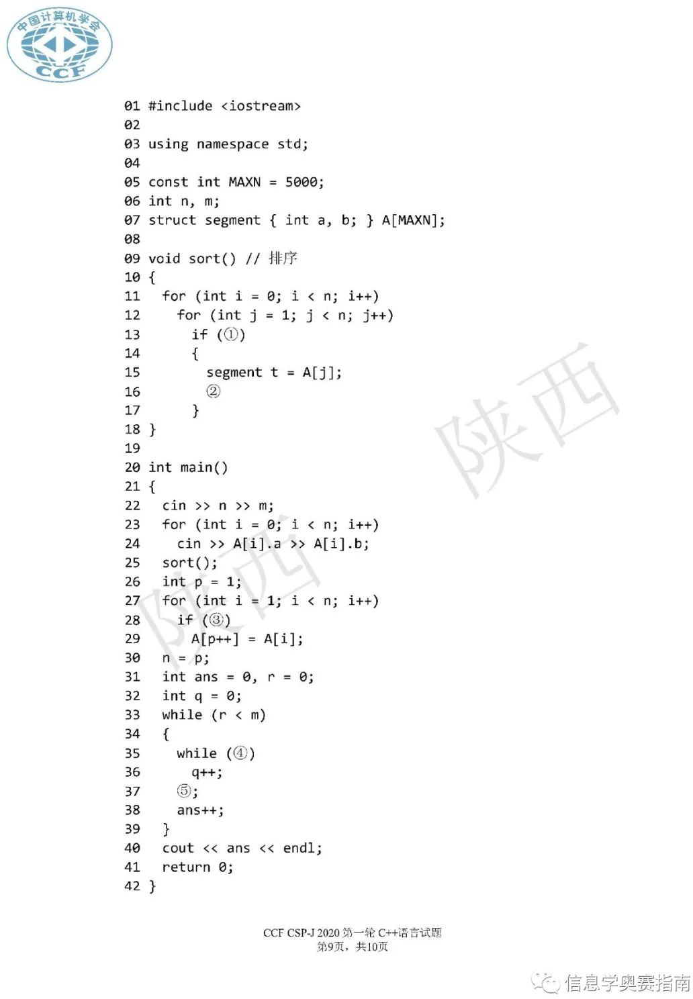 中国计算机学会
CCF
01 #include <iostream>
02
03 using namespace std;
04
05 const int MAXN = 5000;
06 int n, m;
07 struct segment { int a, b; } A[MAXN];
08
09 void sort() // 排序
10 {
11   for (int i = 0; i < n; i++)
12     for (int j = 1; j < n; j++)
13       if (①)
14       {
15         segment t = A[j];
16         ②
17       }
18 }
19
20 int main()
21 {
22   cin >> n >> m;
23   for (int i = 0; i < n; i++)
24     cin >> A[i].a >> A[i].b;
25   sort();
26   int p = 1;
27   for (int i = 1; i < n; i++)
28     if (③)
29       A[p++] = A[i];
30   n = p;
31   int ans = 0, r = 0;
32   int q = 0;
33   while (r < m)
34   {
35     while (④)
36       q++;
37     ⑤;
38     ans++;
39   }
40   cout << ans << endl;
41   return 0;
42 }
陕西
陕西
CCF CSP-J 2020 第一轮 C++语言试题
第9页，共10页
信息学奥赛指南